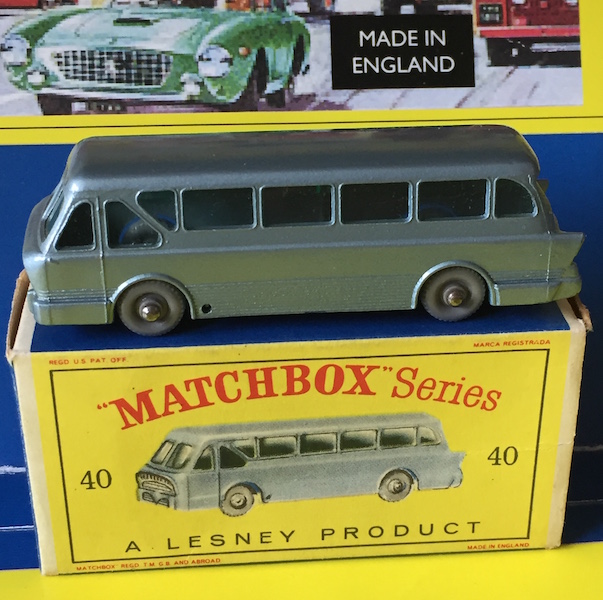 MADE IN
ENGLAND
REGD U.S PAT. OFF.
MARCA REGISTRADA
"MATCHBOX" Series
40
40
A LESNEY PRODUCT
"MATCHBOX" REGD. T.M. G.B. AND ABROAD
MADE IN ENGLAND